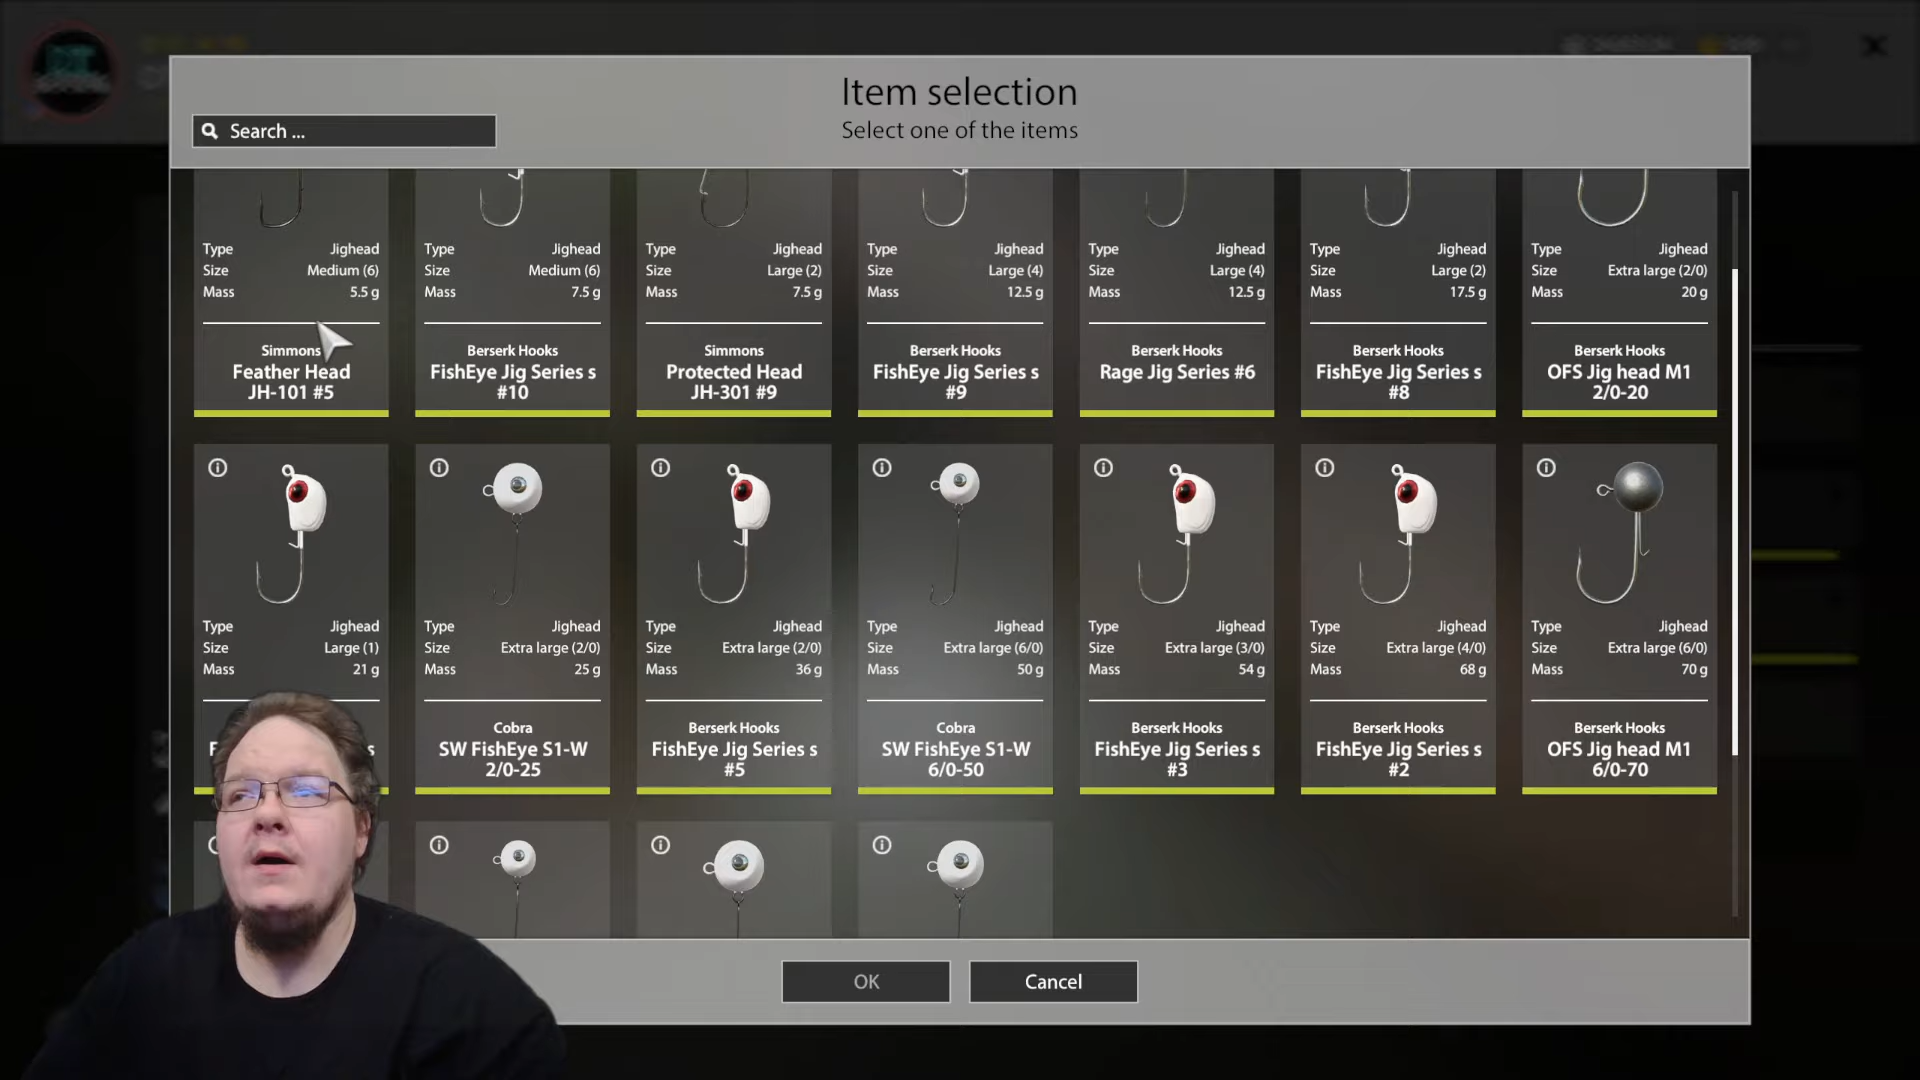 Item selection
Select one of the items
Search ...
Type Jighead
Size Medium (6)
Mass 5.5 g
Simmons
Feather Head
JH-101 #5
Type Jighead
Size Medium (6)
Mass 7.5 g
Berserk Hooks
FishEye Jig Series s
#10
Type Jighead
Size Large (2)
Mass 7.5 g
Simmons
Protected Head
JH-301 #9
Type Jighead
Size Large (4)
Mass 12.5 g
Berserk Hooks
FishEye Jig Series s
#9
Type Jighead
Size Large (4)
Mass 12.5 g
Berserk Hooks
Rage Jig Series #6
Type Jighead
Size Large (2)
Mass 17.5 g
Berserk Hooks
FishEye Jig Series s
#8
Type Jighead
Size Extra large (2/0)
Mass 20 g
Berserk Hooks
OFS Jig head M1
2/0-20
Type Jighead
Size Large (1)
Mass 21 g
Type Jighead
Size Extra large (2/0)
Mass 25 g
Cobra
SW FishEye S1-W
2/0-25
Type Jighead
Size Extra large (2/0)
Mass 36 g
Berserk Hooks
FishEye Jig Series s
#5
Type Jighead
Size Extra large (6/0)
Mass 50 g
Cobra
SW FishEye S1-W
6/0-50
Type Jighead
Size Extra large (3/0)
Mass 54 g
Berserk Hooks
FishEye Jig Series s
#3
Type Jighead
Size Extra large (4/0)
Mass 68 g
Berserk Hooks
FishEye Jig Series s
#2
Type Jighead
Size Extra large (6/0)
Mass 70 g
Berserk Hooks
OFS Jig head M1
6/0-70
OK
Cancel